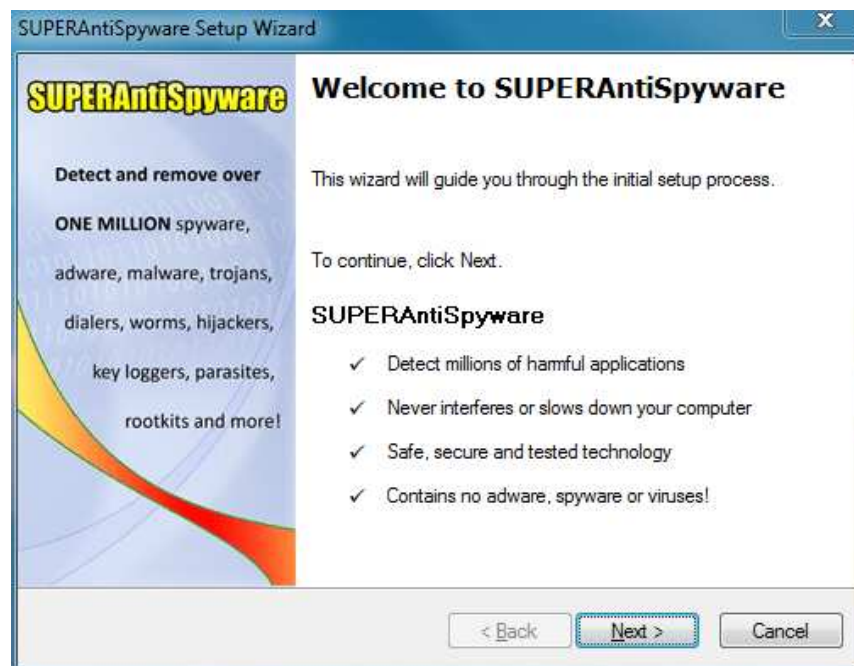 SUPERAntiSpyware Setup Wizard
X
SUPERAntiSpyware
Detect and remove over
ONE MILLION spyware,
adware, malware, trojans,
dialers, worms, hijackers,
key loggers, parasites,
rootkits and more!
Welcome to SUPERAntiSpyware
This wizard will guide you through the initial setup process.
To continue, click Next.
SUPERAntiSpyware
✓ Detect millions of harmful applications
✓ Never interferes or slows down your computer
✓ Safe, secure and tested technology
✓ Contains no adware, spyware or viruses!
< Back
Next >
Cancel